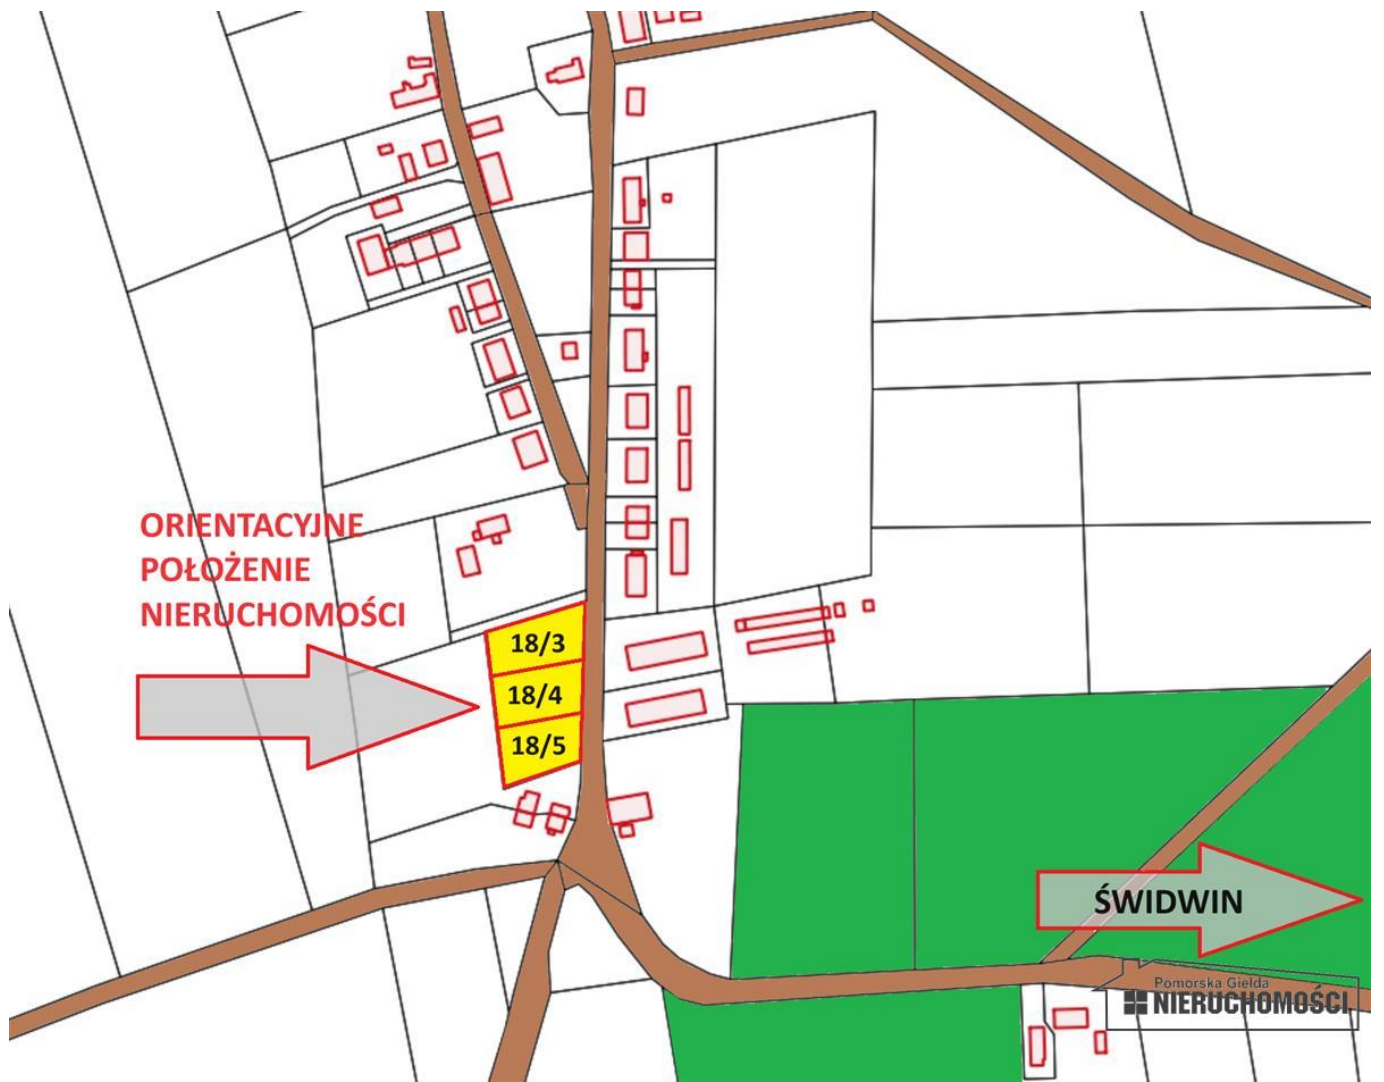 ORIENTACYJNE
POŁOŻENIE
NIERUCHOMOŚCI
18/3
18/4
18/5
ŚWIDWIN
Pomorska Giełda
NIERUCHOMOŚCI